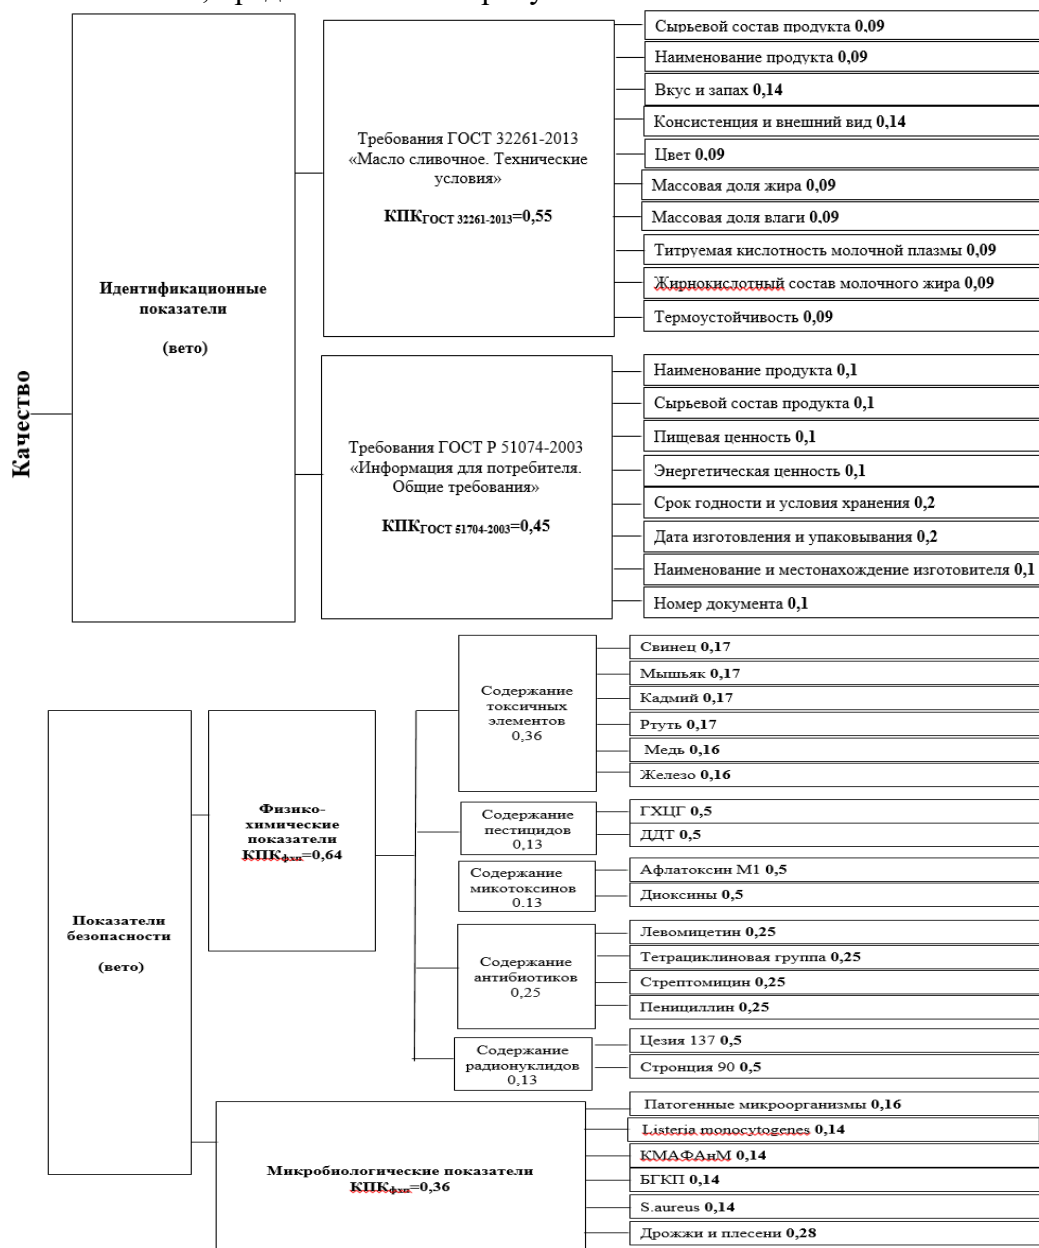 Качество
Идентификационные
показатели
(вето)
Требования ГОСТ 32261-2013
«Масло сливочное. Технические
условия»
КПКГОСТ 32261-2013=0,55
Сырьевой состав продукта 0,09
Наименование продукта 0,09
Вкус и запах 0,14
Консистенция и внешний вид 0,14
Цвет 0,09
Массовая доля жира 0,09
Массовая доля влаги 0,09
Титруемая кислотность молочной плазмы 0,09
Жирнокислотный состав молочного жира 0,09
Термоустойчивость 0,09
Требования ГОСТ Р 51074-2003
«Информация для потребителя.
Общие требования»
КПКГОСТ 51704-2003=0,45
Наименование продукта 0,1
Сырьевой состав продукта 0,1
Пищевая ценность 0,1
Энергетическая ценность 0,1
Срок годности и условия хранения 0,2
Дата изготовления и упаковывания 0,2
Наименование и местонахождение изготовителя 0,1
Номер документа 0,1
Показатели
безопасности
(вето)
Физико-
химические
показатели
КПКфхп=0,64
Содержание
токсичных
элементов
0,36
Свинец 0,17
Мышьяк 0,17
Кадмий 0,17
Ртуть 0,17
Медь 0,16
Железо 0,16
Содержание
пестицидов
0,13
ГХЦГ 0,5
ДДТ 0,5
Содержание
микотоксинов
0.13
Афлатоксин М1 0,5
Диоксины 0,5
Содержание
антибиотиков
0,25
Левомицетин 0,25
Тетрациклиновая группа 0,25
Стрептомицин 0,25
Пенициллин 0,25
Содержание
радионуклидов
0,13
Цезия 137 0,5
Стронция 90 0,5
Микробиологические показатели
КПКфхп=0,36
Патогенные микроорганизмы 0,16
Listeria monocytogenes 0,14
КМАФАнМ 0,14
БГКП 0,14
S.aureus 0,14
Дрожжи и плесени 0,28